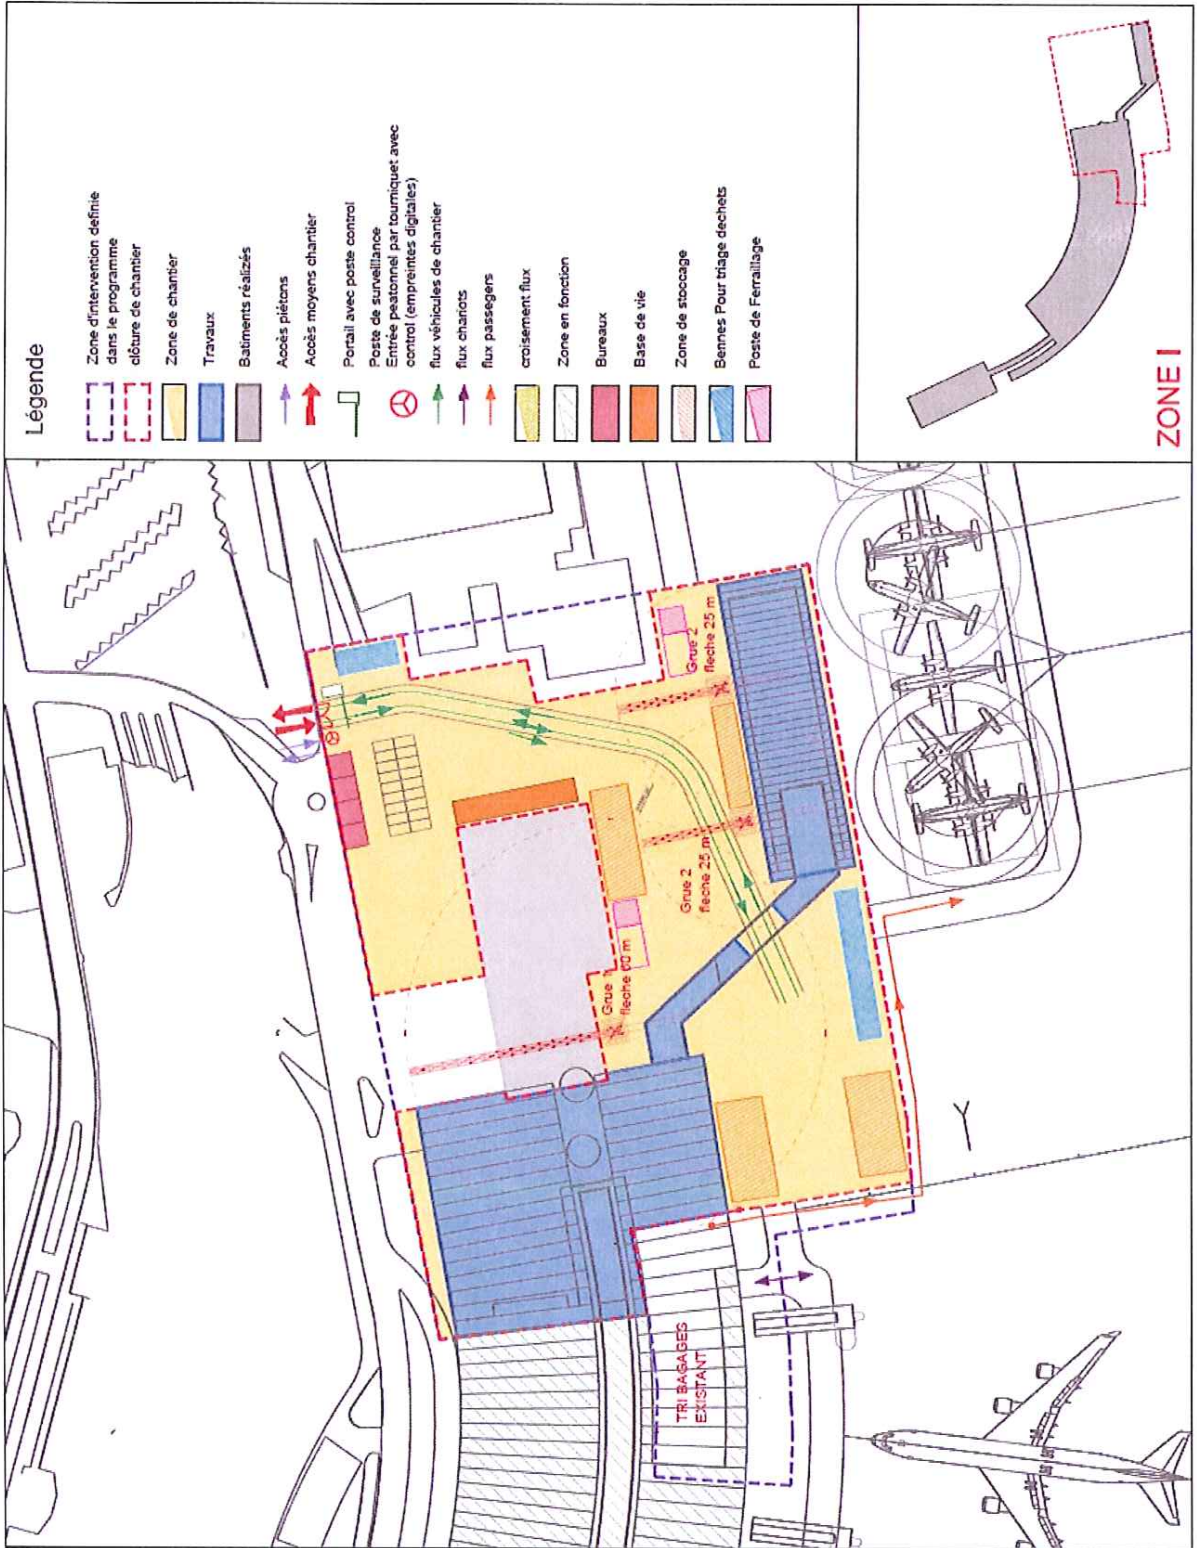 Légende
Zone d'intervention definie
dans le programme
clôture de chantier
Zone de chantier
Travaux
Batiments réalizés
Accès piétons
Accès moyens chantier
Portail avec poste control
Poste de surveillance
Entrée peatonnel par tourniquet avec
control (empreintes digitales)
flux véhicules de chantier
flux chariots
flux passegers
croisement flux
Zone en fonction
Bureaux
Base de vie
Zone de stoccage
Bennes Pour triage dechets
Poste de Ferraillage
ZONE I
Grue 1
fleche 60 m
Grue 2
fleche 25 m
Grue 2
fleche 25 m
TRI BAGAGES
EXISTANT